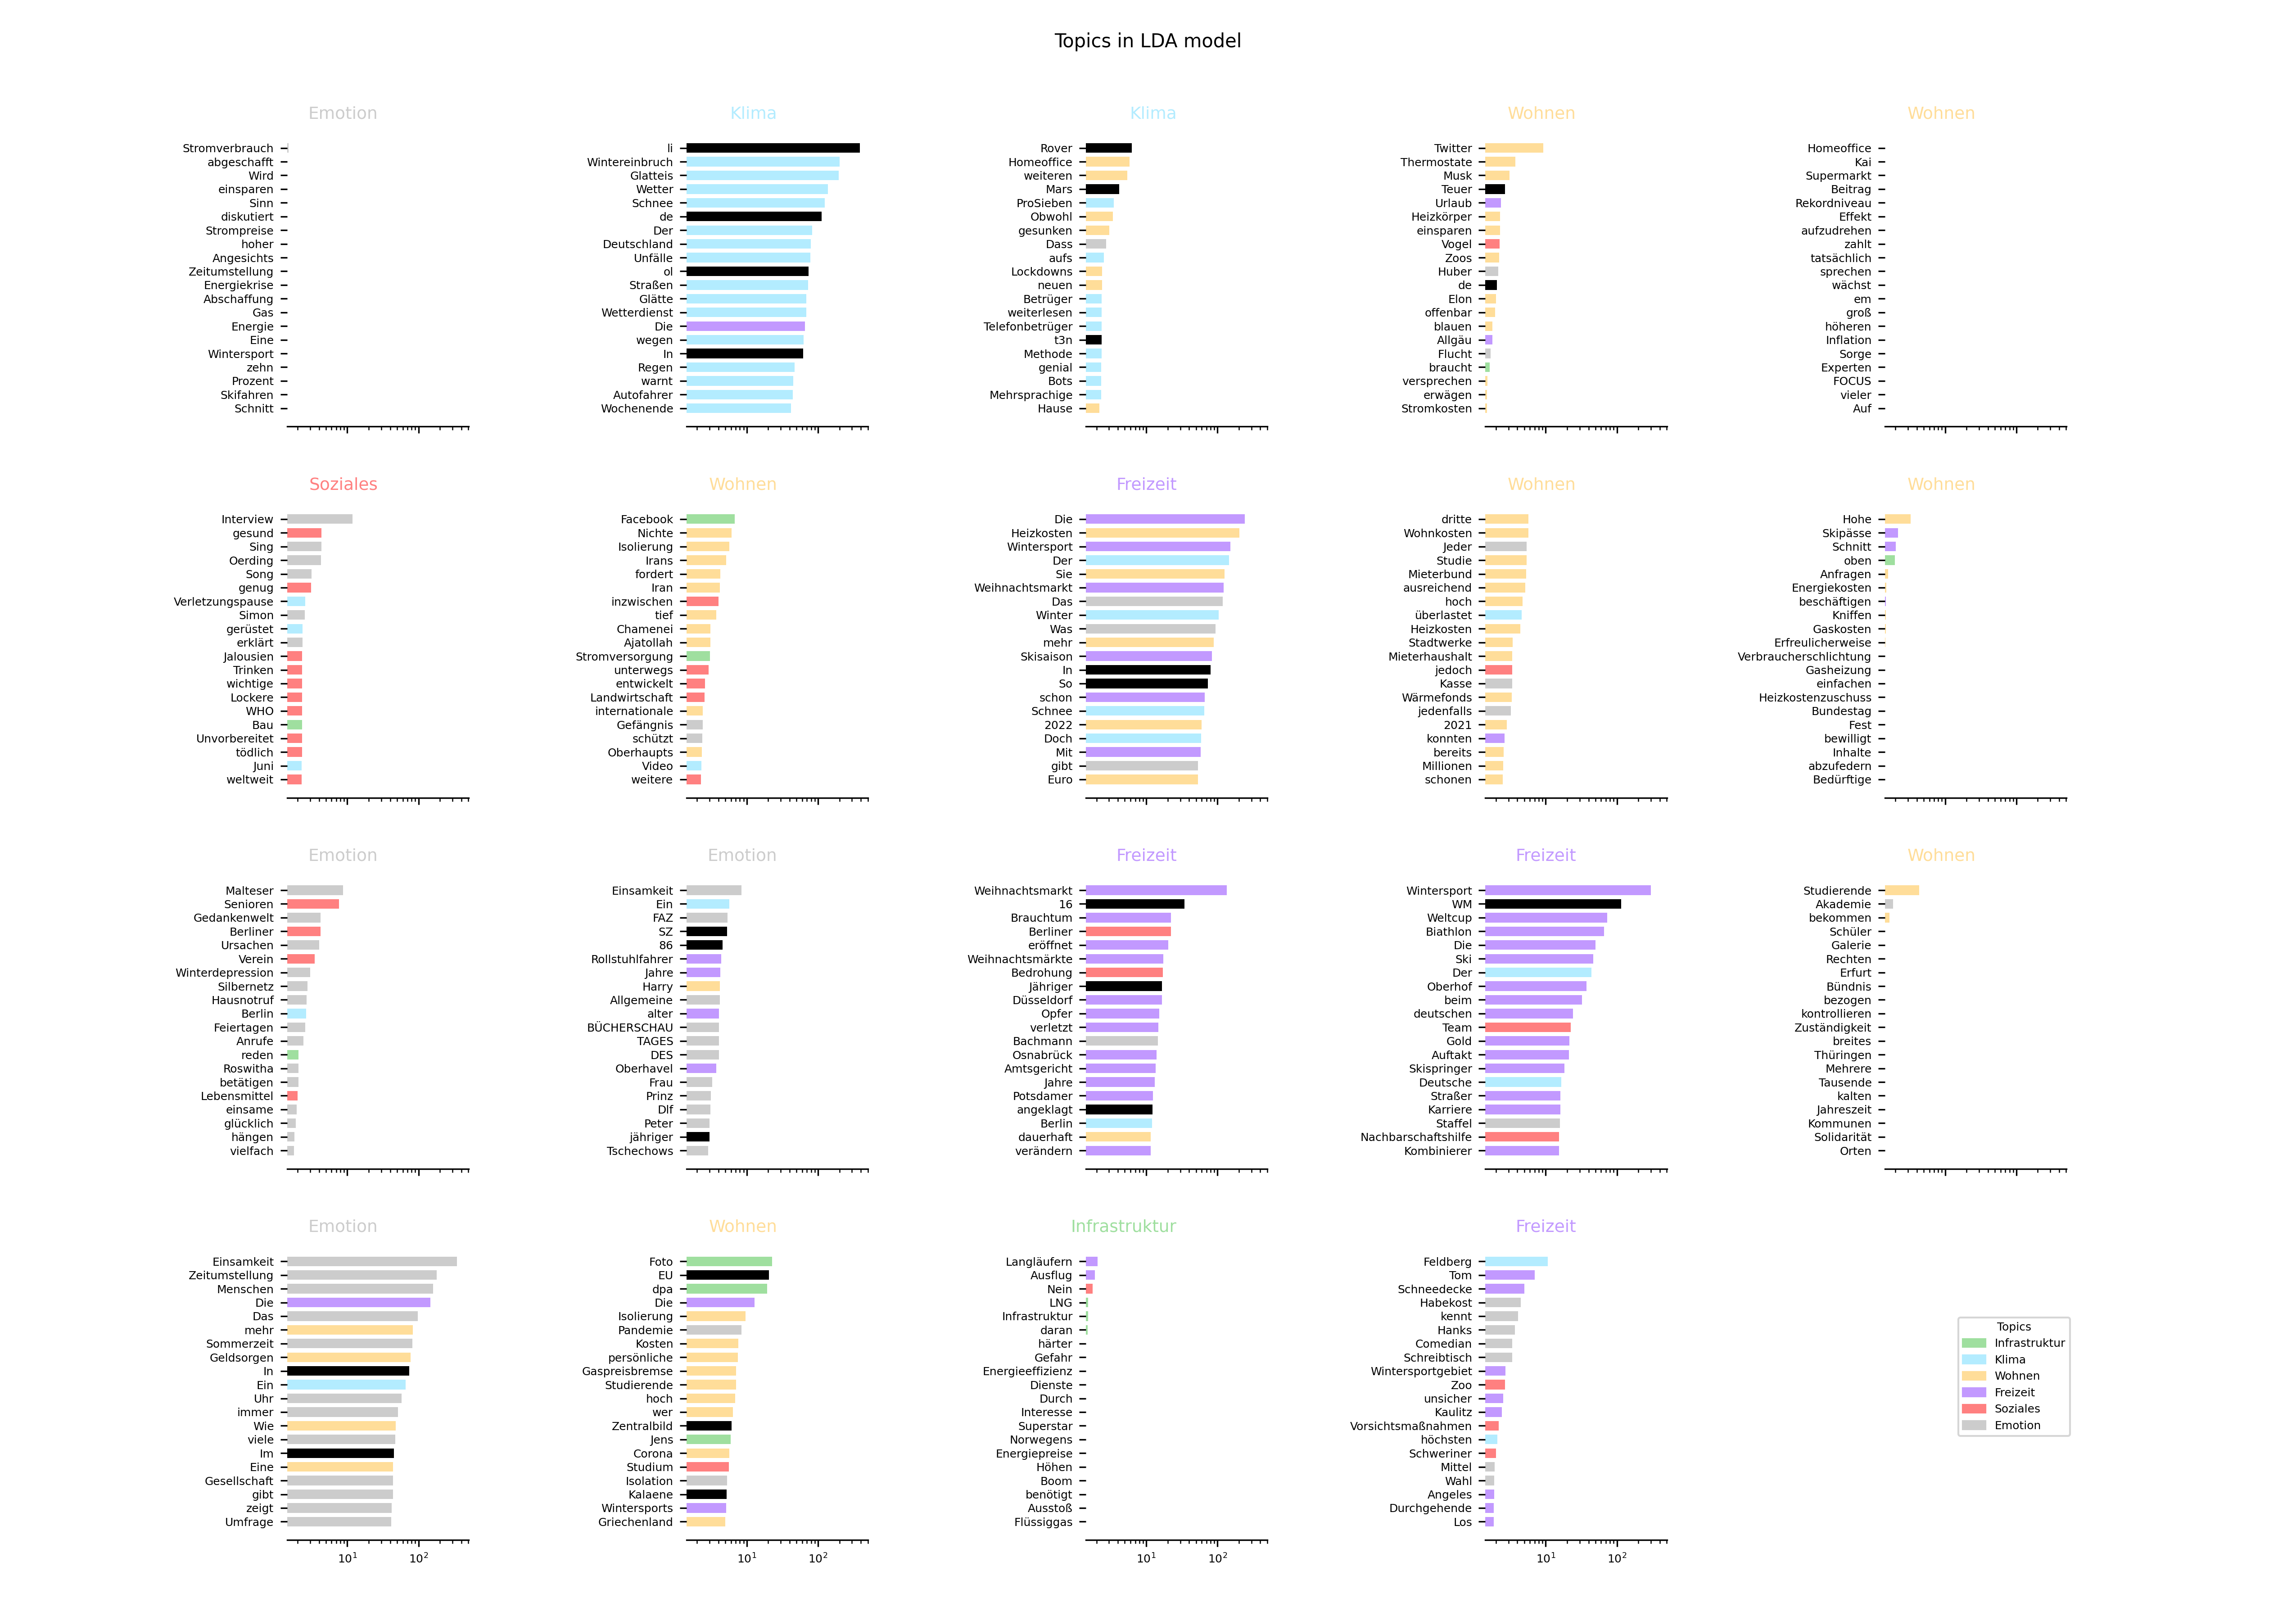 Topics in LDA model
Emotion
Stromverbrauch
abgeschafft
Wird
einsparen
Sinn
diskutiert
Strompreise
hoher
Angesichts
Zeitumstellung
Energiekrise
Abschaffung
Gas
Energie
Eine
Wintersport
zehn
Prozent
Skifahren
Schnitt
Klima
li
Wintereinbruch
Glatteis
Wetter
Schnee
de
Der
Deutschland
Unfälle
ol
Straßen
Glätte
Wetterdienst
Die
wegen
In
Regen
warnt
Autofahrer
Wochenende
Klima
Rover
Homeoffice
weiteren
Mars
ProSieben
Obwohl
gesunken
Dass
aufs
Lockdowns
neuen
Betrüger
weiterlesen
Telefonbetrüger
t3n
Methode
genial
Bots
Mehrsprachige
Hause
Wohnen
Twitter
Thermostate
Musk
Teuer
Urlaub
Heizkörper
einsparen
Vogel
Zoos
Huber
de
Elon
offenbar
blauen
Allgäu
Flucht
braucht
versprechen
erwägen
Stromkosten
Wohnen
Homeoffice
Kai
Supermarkt
Beitrag
Rekordniveau
Effekt
aufzudrehen
zahlt
tatsächlich
sprechen
wächst
em
groß
höheren
Inflation
Sorge
Experten
FOCUS
vieler
Auf
Soziales
Interview
gesund
Sing
Oerding
Song
genug
Verletzungspause
Simon
gerüstet
erklärt
Jalousien
Trinken
wichtige
Lockere
WHO
Bau
Unvorbereitet
tödlich
Juni
weltweit
Wohnen
Facebook
Nichte
Isolierung
Irans
fordert
Iran
inzwischen
tief
Chamenei
Ajatollah
Stromversorgung
unterwegs
entwickelt
Landwirtschaft
internationale
Gefängnis
schützt
Oberhaupts
Video
weitere
Freizeit
Die
Heizkosten
Wintersport
Der
Sie
Weihnachtsmarkt
Das
Winter
Was
mehr
Skisaison
In
So
schon
Schnee
2022
Doch
Mit
gibt
Euro
Wohnen
dritte
Wohnkosten
Jeder
Studie
Mieterbund
ausreichend
hoch
überlastet
Heizkosten
Stadtwerke
Mieterhaushalt
jedoch
Kasse
Wärmefonds
jedenfalls
2021
konnten
bereits
Millionen
schonen
Wohnen
Hohe
Skipässe
Schnitt
oben
Anfragen
Energiekosten
beschäftigen
Kniffen
Gaskosten
Erfreulicherweise
Verbraucherschlichtung
Gasheizung
einfachen
Heizkostenzuschuss
Bundestag
Fest
bewilligt
Inhalte
abzufedern
Bedürftige
Emotion
Malteser
Senioren
Gedankenwelt
Berliner
Ursachen
Verein
Winterdepression
Silbernetz
Hausnotruf
Berlin
Feiertagen
Anrufe
reden
Roswitha
betätigen
Lebensmittel
einsame
glücklich
hängen
vielfach
Emotion
Einsamkeit
Ein
FAZ
SZ
86
Rollstuhlfahrer
Jahre
Harry
Allgemeine
alter
BÜCHERSCHAU
TAGES
DES
Oberhavel
Frau
Prinz
Dlf
Peter
jähriger
Tschechows
Freizeit
Weihnachtsmarkt
16
Brauchtum
Berliner
eröffnet
Weihnachtsmärkte
Bedrohung
Jähriger
Düsseldorf
Opfer
verletzt
Bachmann
Osnabrück
Amtsgericht
Jahre
Potsdamer
angeklagt
Berlin
dauerhaft
verändern
Freizeit
Wintersport
WM
Weltcup
Biathlon
Die
Ski
Der
Oberhof
beim
deutschen
Team
Gold
Auftakt
Skispringer
Deutsche
Straßer
Karriere
Staffel
Nachbarschaftshilfe
Kombinierer
Wohnen
Studierende
Akademie
bekommen
Schüler
Galerie
Rechten
Erfurt
Bündnis
bezogen
kontrollieren
Zuständigkeit
breites
Thüringen
Mehrere
Tausende
kalten
Jahreszeit
Kommunen
Solidarität
Orten
Emotion
Einsamkeit
Zeitumstellung
Menschen
Die
Das
mehr
Sommerzeit
Geldsorgen
In
Ein
Uhr
immer
Wie
viele
Im
Eine
Gesellschaft
gibt
zeigt
Umfrage
10¹ 10²
Wohnen
Foto
EU
dpa
Die
Isolierung
Pandemie
Kosten
persönliche
Gaspreisbremse
Studierende
hoch
wer
Zentralbild
Jens
Corona
Studium
Isolation
Kalaene
Wintersports
Griechenland
10¹ 10²
Infrastruktur
Langläufern
Ausflug
Nein
LNG
Infrastruktur
daran
härter
Gefahr
Energieeffizienz
Dienste
Durch
Interesse
Superstar
Norwegens
Energiepreise
Höhen
Boom
benötigt
Ausstoß
Flüssiggas
10¹ 10²
Freizeit
Feldberg
Tom
Schneedecke
Habekost
kennt
Hanks
Comedian
Schreibtisch
Wintersportgebiet
Zoo
unsicher
Kaulitz
Vorsichtsmaßnahmen
höchsten
Schweriner
Mittel
Wahl
Angeles
Durchgehende
Los
10¹ 10²
Topics
Infrastruktur
Klima
Wohnen
Freizeit
Soziales
Emotion